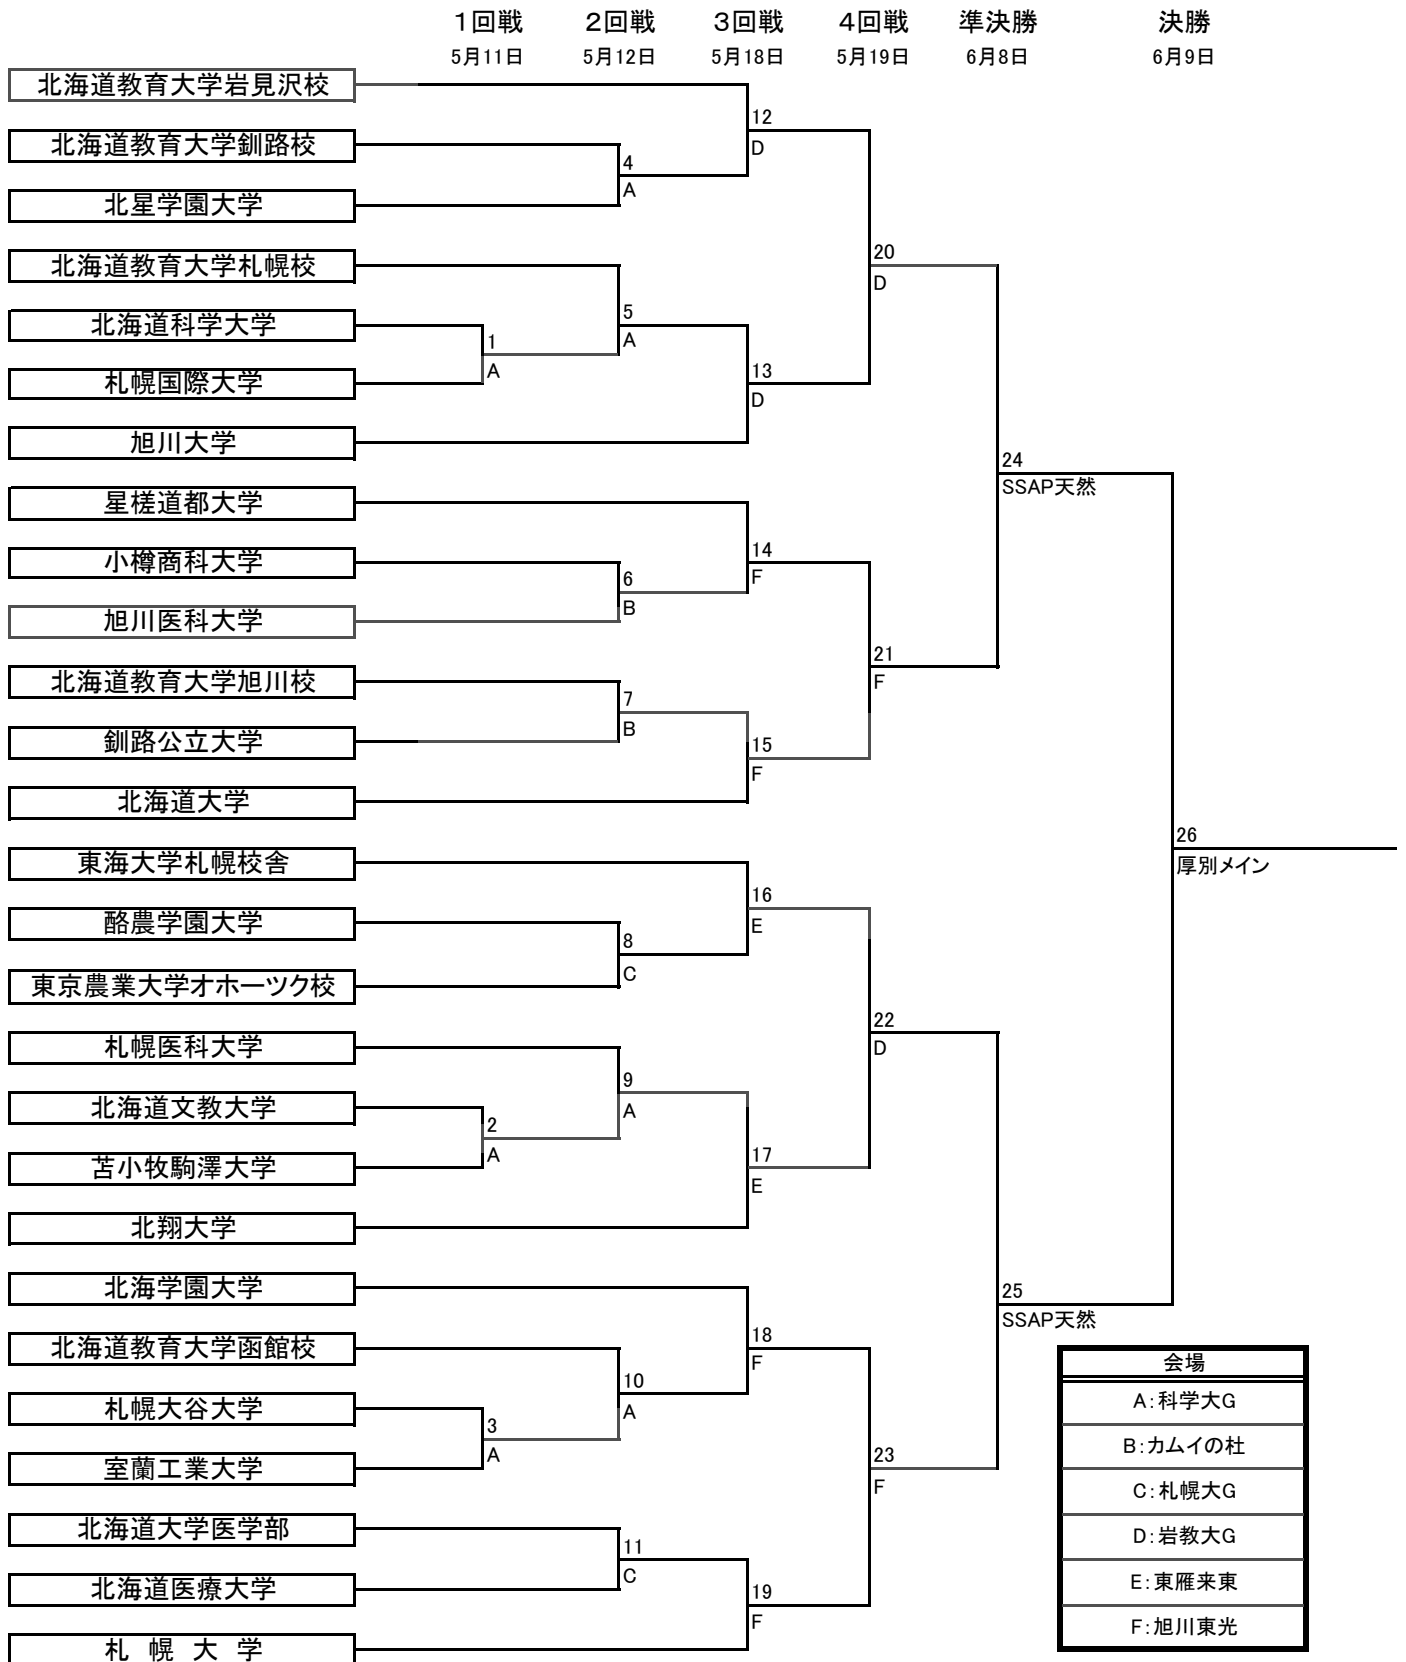 １回戦 ２回戦 ３回戦 ４回戦 準決勝 決勝
5月11日 5月12日 5月18日 5月19日 6月8日 6月9日
北海道教育大学岩見沢校
12
D
北海道教育大学釧路校
4
A
北星学園大学
20
D
北海道教育大学札幌校
北海道科学大学
5
A
1
A
札幌国際大学
13
D
旭川大学
24
SSAP天然
星槎道都大学
14
F
小樽商科大学
6
B
旭川医科大学
21
F
北海道教育大学旭川校
7
B
釧路公立大学
15
F
北海道大学
26
厚別メイン
東海大学札幌校舎
16
E
酪農学園大学
8
C
東京農業大学オホーツク校
22
D
札幌医科大学
9
A
北海道文教大学
2
A
苫小牧駒澤大学
17
E
北翔大学
北海学園大学
25
SSAP天然
18
F
北海道教育大学函館校
10
A
札幌大谷大学
3
A
室蘭工業大学
23
F
北海道大学医学部
11
C
北海道医療大学
19
F
札 幌 大 学
会場
A：科学大G
B：カムイの杜
C：札幌大G
D：岩教大G
E：東雁来東
F：旭川東光